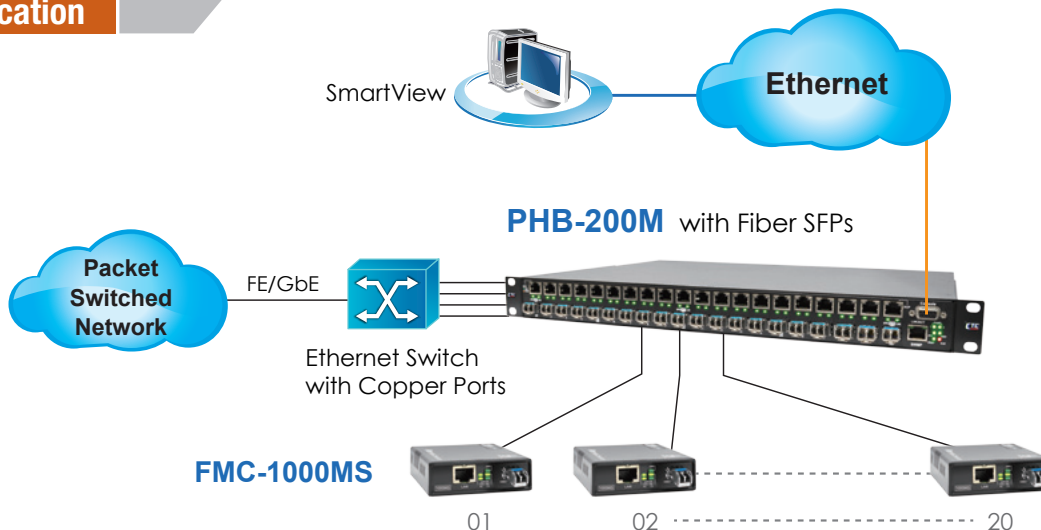 cation
SmartView
Ethernet
PHB-200M with Fiber SFPs
Packet
Switched
Network
FE/GbE
Ethernet Switch
with Copper Ports
FMC-1000MS
01
02
20